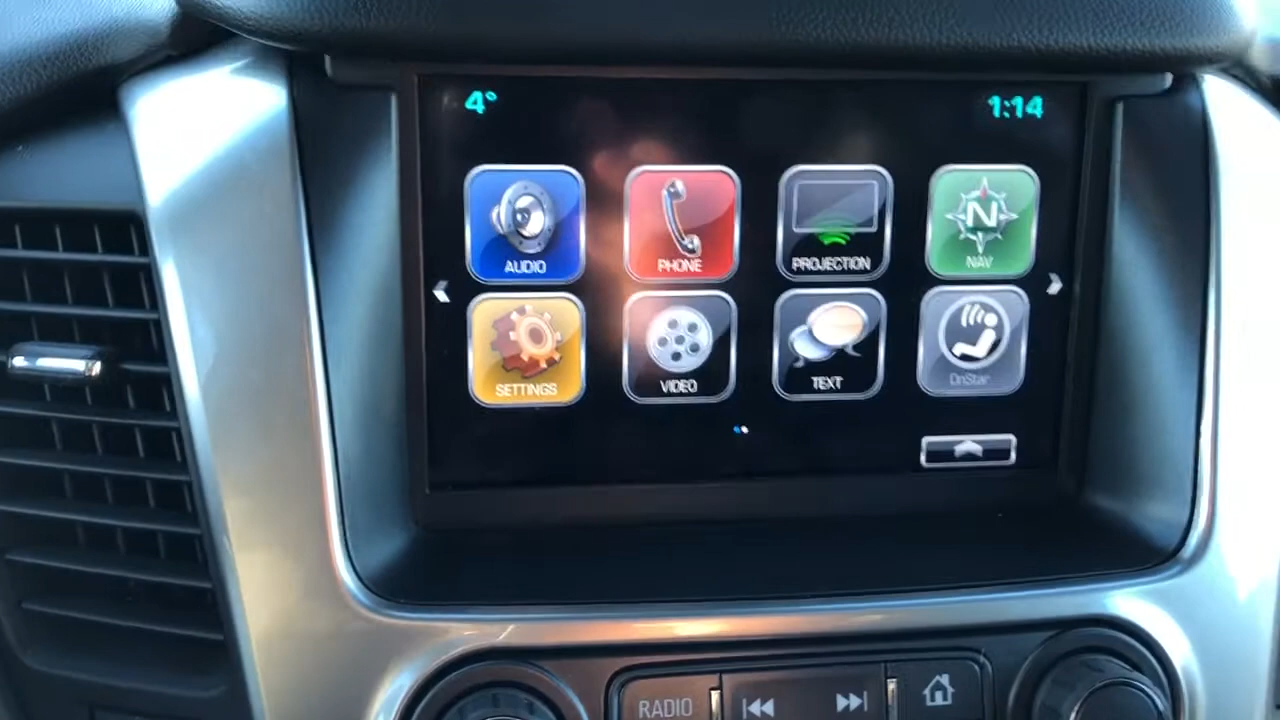 4°
1:14
AUDIO
PHONE
PROJECTION
NAV
N
SETTINGS
VIDEO
TEXT
OnStar
RADIO